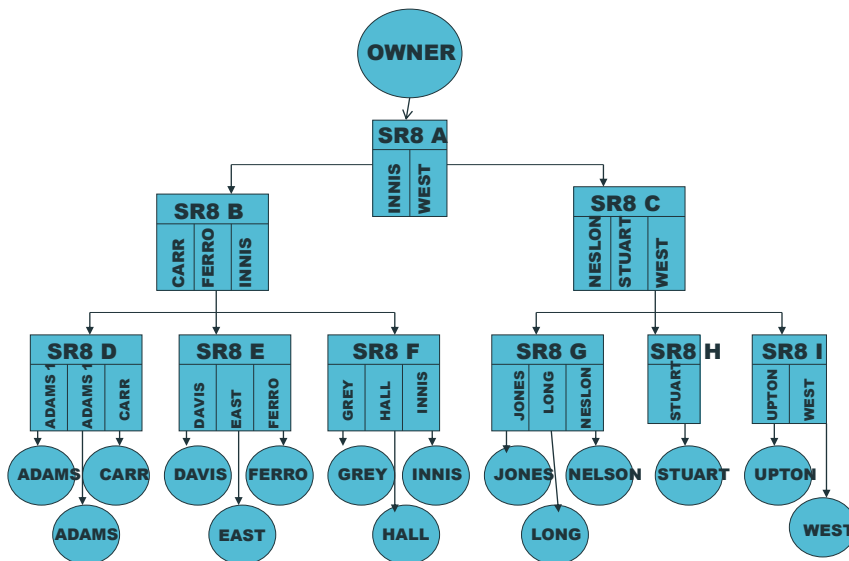 OWNER
SR8 A
INNIS
WEST
SR8 B
CARR
FERRO
INNIS
SR8 C
NESLON
STUART
WEST
SR8 D
ADAMS 1
ADAMS 1
CARR
SR8 E
DAVIS
EAST
FERRO
SR8 F
GREY
HALL
INNIS
SR8 G
JONES
LONG
NESLON
SR8 H
STUART
SR8 I
UPTON
WEST
ADAMS
CARR
DAVIS
FERRO
GREY
INNIS
JONES
NELSON
STUART
UPTON
ADAMS
EAST
HALL
LONG
WEST